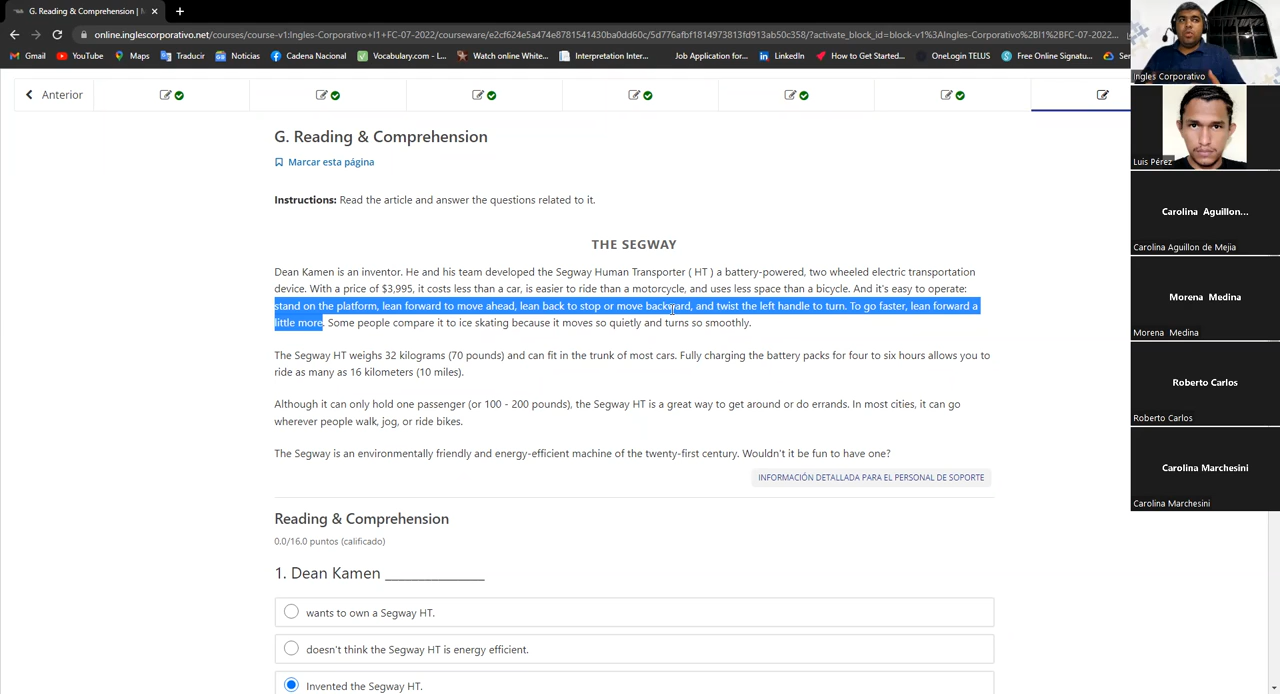 G. Reading & Comprehension |
online.inglescorporativo.net/courses/course-v1:Ingles-Corporativo+I1+FC-07-2022/courseware/e2cf624e5a474e8781541430ba0dd60c/5d776afbf1814973813fd913ab50c358/?activate_block_id=block-v1%3AIngles-Corporativo%2BI1%2BFC-07-2022...
Gmail YouTube Maps Traducir Noticias Cadena Nacional Vocabulary.com - L... Watch online White... Interpretation Inter... Job Application for... LinkedIn How to Get Started... OneLogin TELUS Free Online Signatu...
Ingles Corporativo
Anterior
G. Reading & Comprehension
Marcar esta página
Instructions: Read the article and answer the questions related to it.
THE SEGWAY
Dean Kamen is an inventor. He and his team developed the Segway Human Transporter ( HT ) a battery-powered, two wheeled electric transportation
device. With a price of $3,995, it costs less than a car, is easier to ride than a motorcycle, and uses less space than a bicycle. And it's easy to operate:
stand on the platform, lean forward to move ahead, lean back to stop or move backward, and twist the left handle to turn. To go faster, lean forward a
little more. Some people compare it to ice skating because it moves so quietly and turns so smoothly.
The Segway HT weighs 32 kilograms (70 pounds) and can fit in the trunk of most cars. Fully charging the battery packs for four to six hours allows you to
ride as many as 16 kilometers (10 miles).
Although it can only hold one passenger (or 100 - 200 pounds), the Segway HT is a great way to get around or do errands. In most cities, it can go
wherever people walk, jog, or ride bikes.
The Segway is an environmentally friendly and energy-efficient machine of the twenty-first century. Wouldn't it be fun to have one?
INFORMACIÓN DETALLADA PARA EL PERSONAL DE SOPORTE
Reading & Comprehension
0.0/16.0 puntos (calificado)
1. Dean Kamen _______________
wants to own a Segway HT.
doesn't think the Segway HT is energy efficient.
Invented the Segway HT.
Luis Pérez
Carolina Aguillon...
Carolina Aguillon de Mejia
Morena Medina
Morena Medina
Roberto Carlos
Roberto Carlos
Carolina Marchesini
Carolina Marchesini